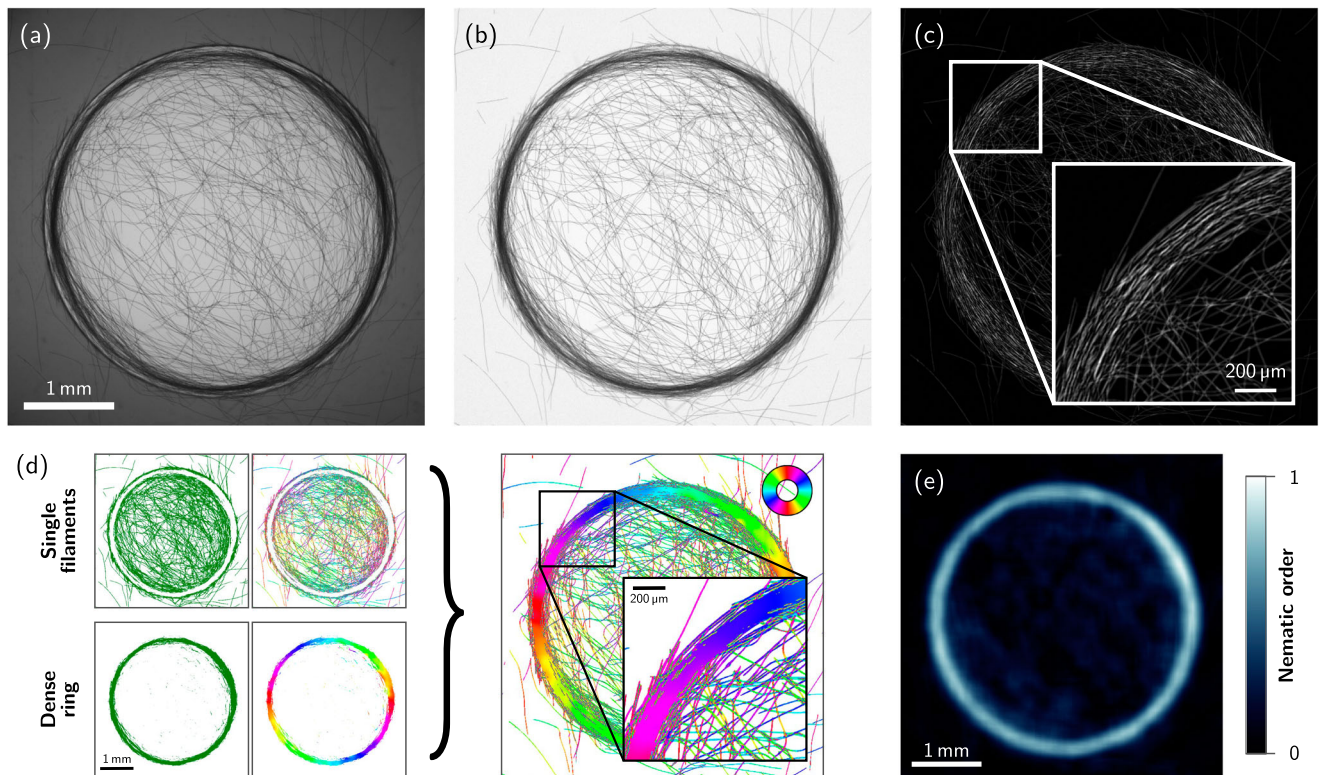 (a)
(b)
(c)
1 mm
200 µm
(d)
Single
filaments
Dense
ring
1 mm
200 µm
(e)
1 mm
1
Nematic order
0